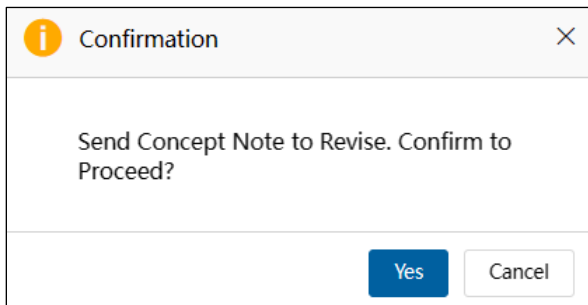 Confirmation
Send Concept Note to Revise. Confirm to
Proceed?
Yes
Cancel